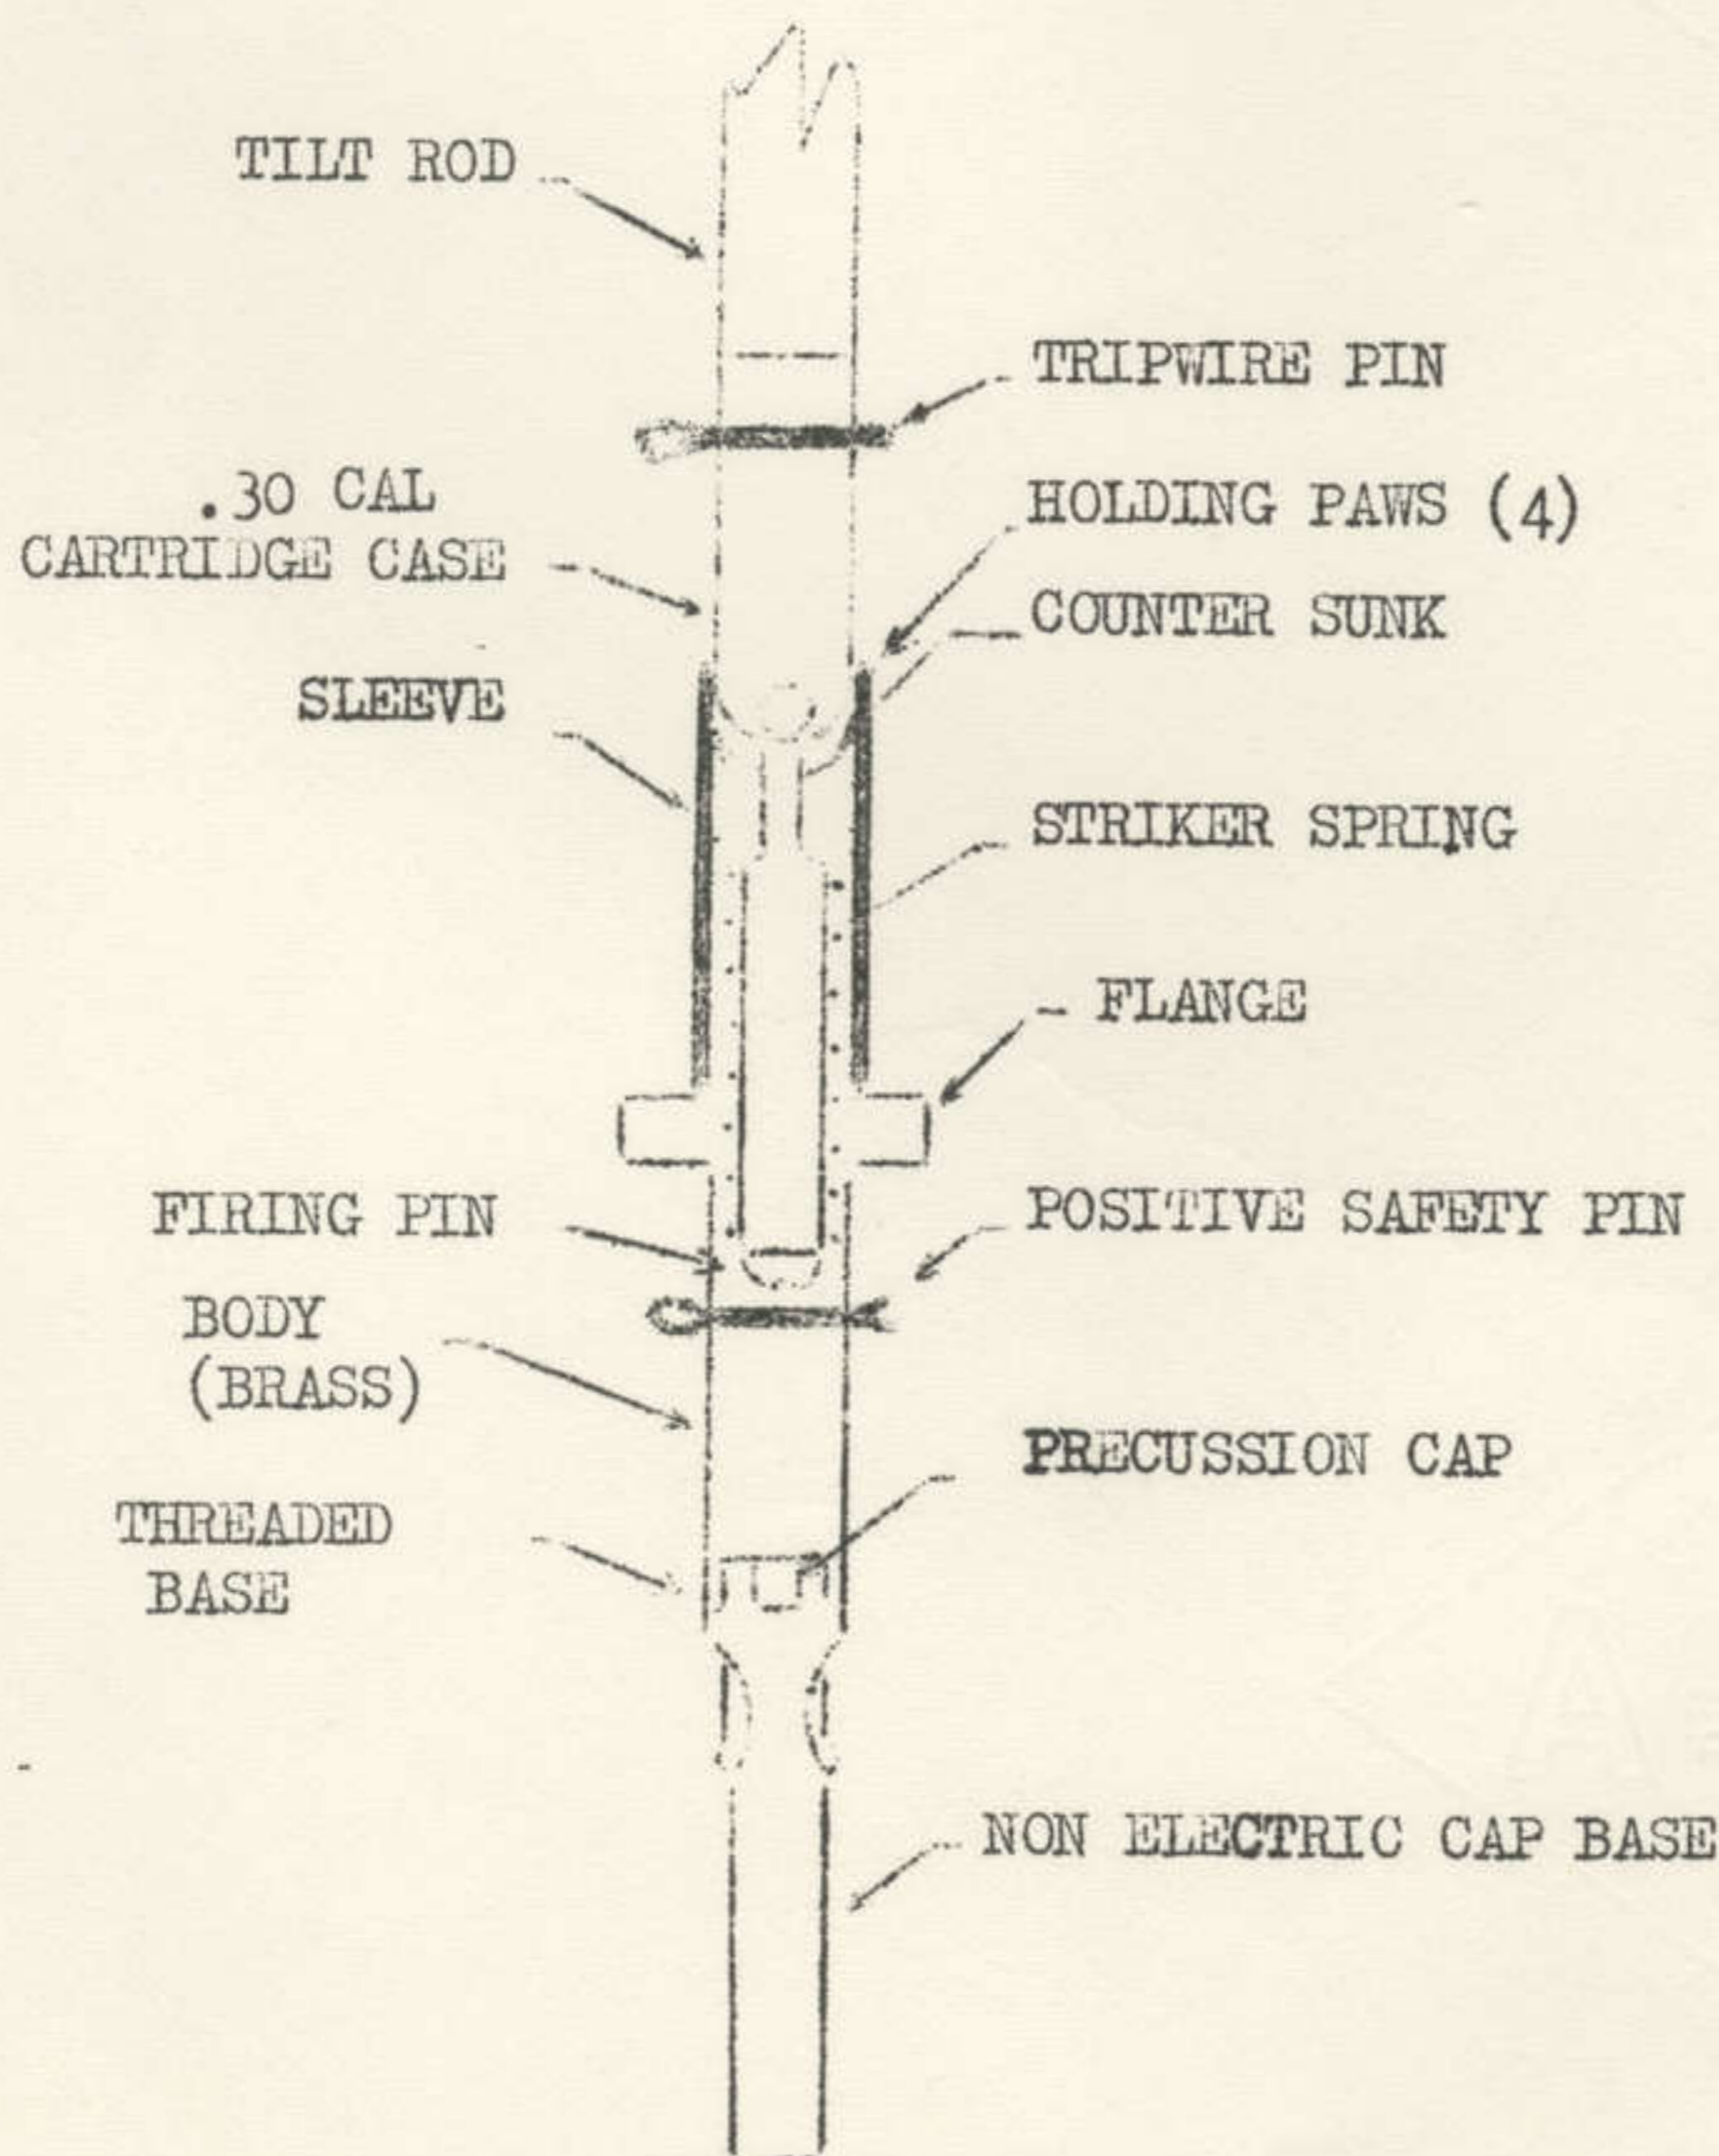 TILT ROD
TRIPWIRE PIN
.30 CAL
CARTRIDGE CASE
HOLDING PAWS (4)
COUNTER SUNK
SLEEVE
STRIKER SPRING
FLANGE
FIRING PIN
POSITIVE SAFETY PIN
BODY
(BRASS)
PRECUSSION CAP
THREADED
BASE
NON ELECTRIC CAP BASE